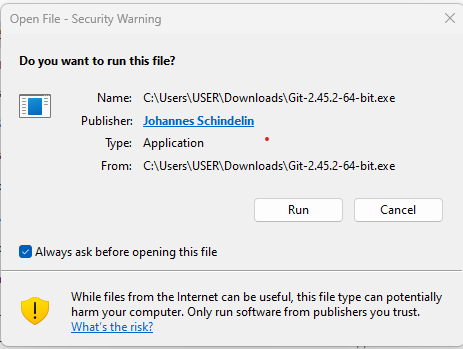 Open File - Security Warning
Do you want to run this file?
Name: C:\Users\USER\Downloads\Git-2.45.2-64-bit.exe
Publisher: Johannes Schindelin
Type: Application
From: C:\Users\USER\Downloads\Git-2.45.2-64-bit.exe
Run Cancel
Always ask before opening this file
While files from the Internet can be useful, this file type can potentially
harm your computer. Only run software from publishers you trust.
What's the risk?